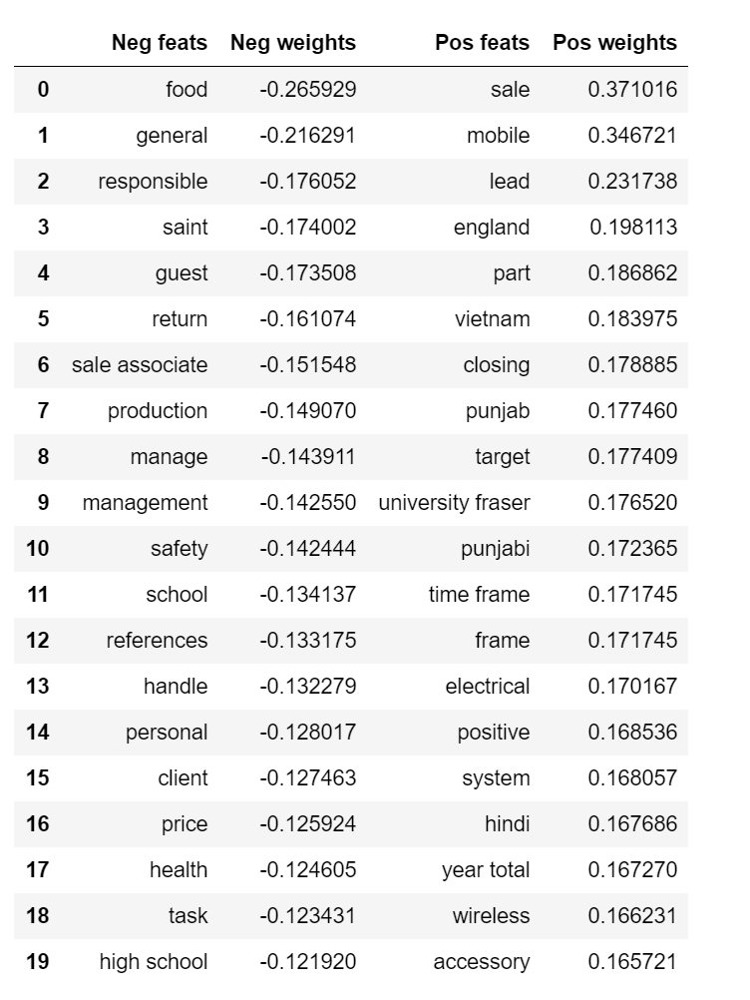 Neg feats Neg weights Pos feats Pos weights
0 food -0.265929 sale 0.371016
1 general -0.216291 mobile 0.346721
2 responsible -0.176052 lead 0.231738
3 saint -0.174002 england 0.198113
4 guest -0.173508 part 0.186862
5 return -0.161074 vietnam 0.183975
6 sale associate -0.151548 closing 0.178885
7 production -0.149070 punjab 0.177460
8 manage -0.143911 target 0.177409
9 management -0.142550 university fraser 0.176520
10 safety -0.142444 punjabi 0.172365
11 school -0.134137 time frame 0.171745
12 references -0.133175 frame 0.171745
13 handle -0.132279 electrical 0.170167
14 personal -0.128017 positive 0.168536
15 client -0.127463 system 0.168057
16 price -0.125924 hindi 0.167686
17 health -0.124605 year total 0.167270
18 task -0.123431 wireless 0.166231
19 high school -0.121920 accessory 0.165721